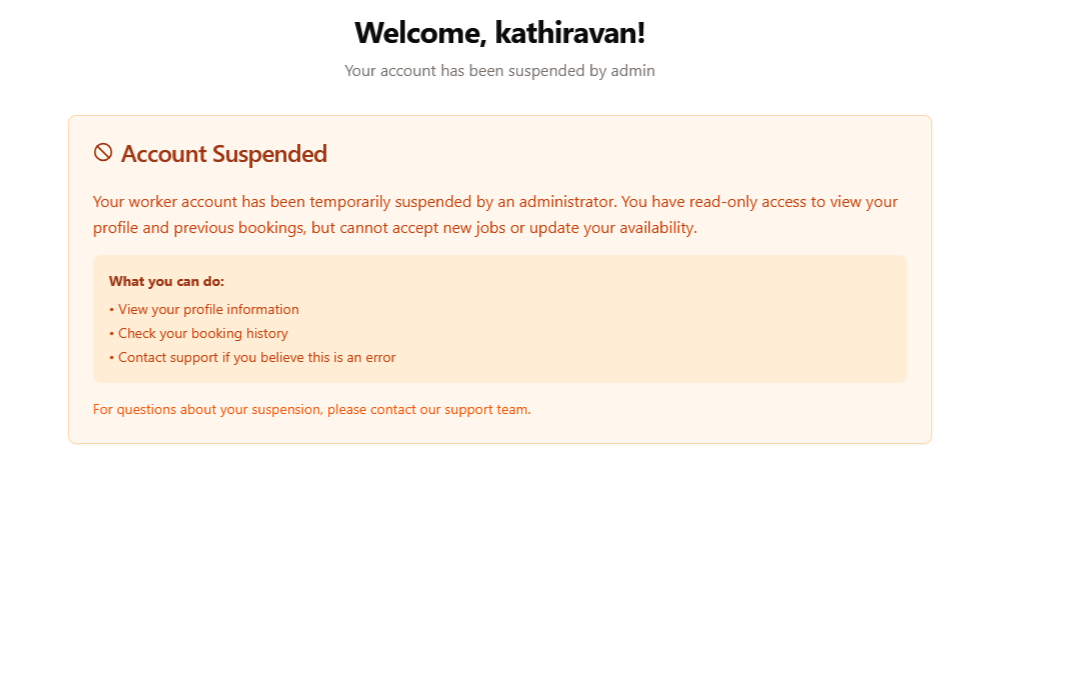 Welcome, kathiravan!
Your account has been suspended by admin
Account Suspended
Your worker account has been temporarily suspended by an administrator. You have read-only access to view your
profile and previous bookings, but cannot accept new jobs or update your availability.
What you can do:
• View your profile information
• Check your booking history
• Contact support if you believe this is an error
For questions about your suspension, please contact our support team.